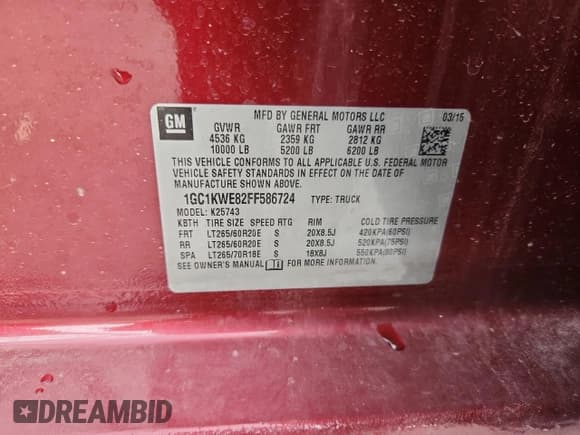 GM
MFD BY GENERAL MOTORS LLC 03/15
GVWR GAWR FRT GAWR RR
4536 KG 2359 KG 2812 KG
10000 LB 5200 LB 6200 LB
THIS VEHICLE CONFORMS TO ALL APPLICABLE U.S. FEDERAL MOTOR
VEHICLE SAFETY STANDARDS IN EFFECT ON THE DATE OF
MANUFACTURE SHOWN ABOVE.
1GC1KWE82FF586724 TYPE: TRUCK
MODEL: K25743
KBTH TIRE SIZE SPEED RTG RIM COLD TIRE PRESSURE
FRT LT265/60R20E S 20X8.5J 420KPA(60PSI)
RR LT265/60R20E S 20X8.5J 520KPA(75PSI)
SPA LT265/70R18E S 18X8J 550KPA(80PSI)
SEE OWNER'S MANUAL i FOR MORE INFORMATION.
DREAMBID